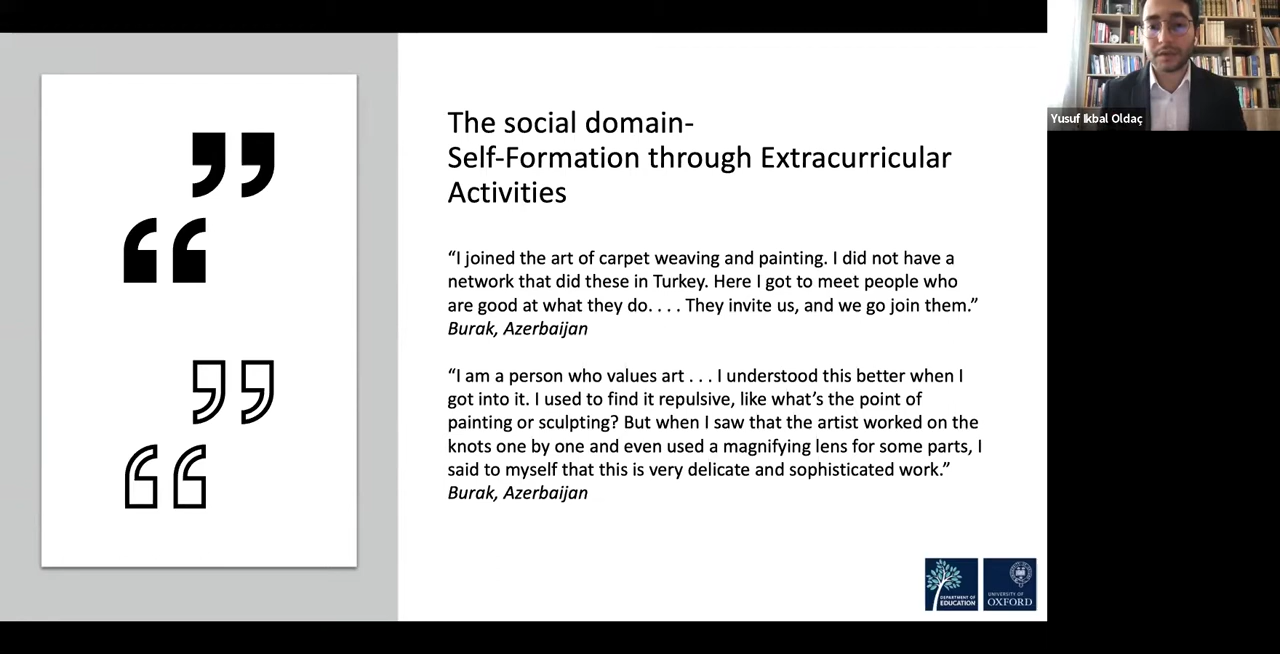 The social domain-
Self-Formation through Extracurricular
Activities
“I joined the art of carpet weaving and painting. I did not have a
network that did these in Turkey. Here I got to meet people who
are good at what they do. . . . They invite us, and we go join them.”
Burak, Azerbaijan
“I am a person who values art . . . I understood this better when I
got into it. I used to find it repulsive, like what’s the point of
painting or sculpting? But when I saw that the artist worked on the
knots one by one and even used a magnifying lens for some parts, I
said to myself that this is very delicate and sophisticated work.”
Burak, Azerbaijan
Yusuf Ikbal Oldaç
DEPARTMENT OF
EDUCATION
UNIVERSITY OF
OXFORD